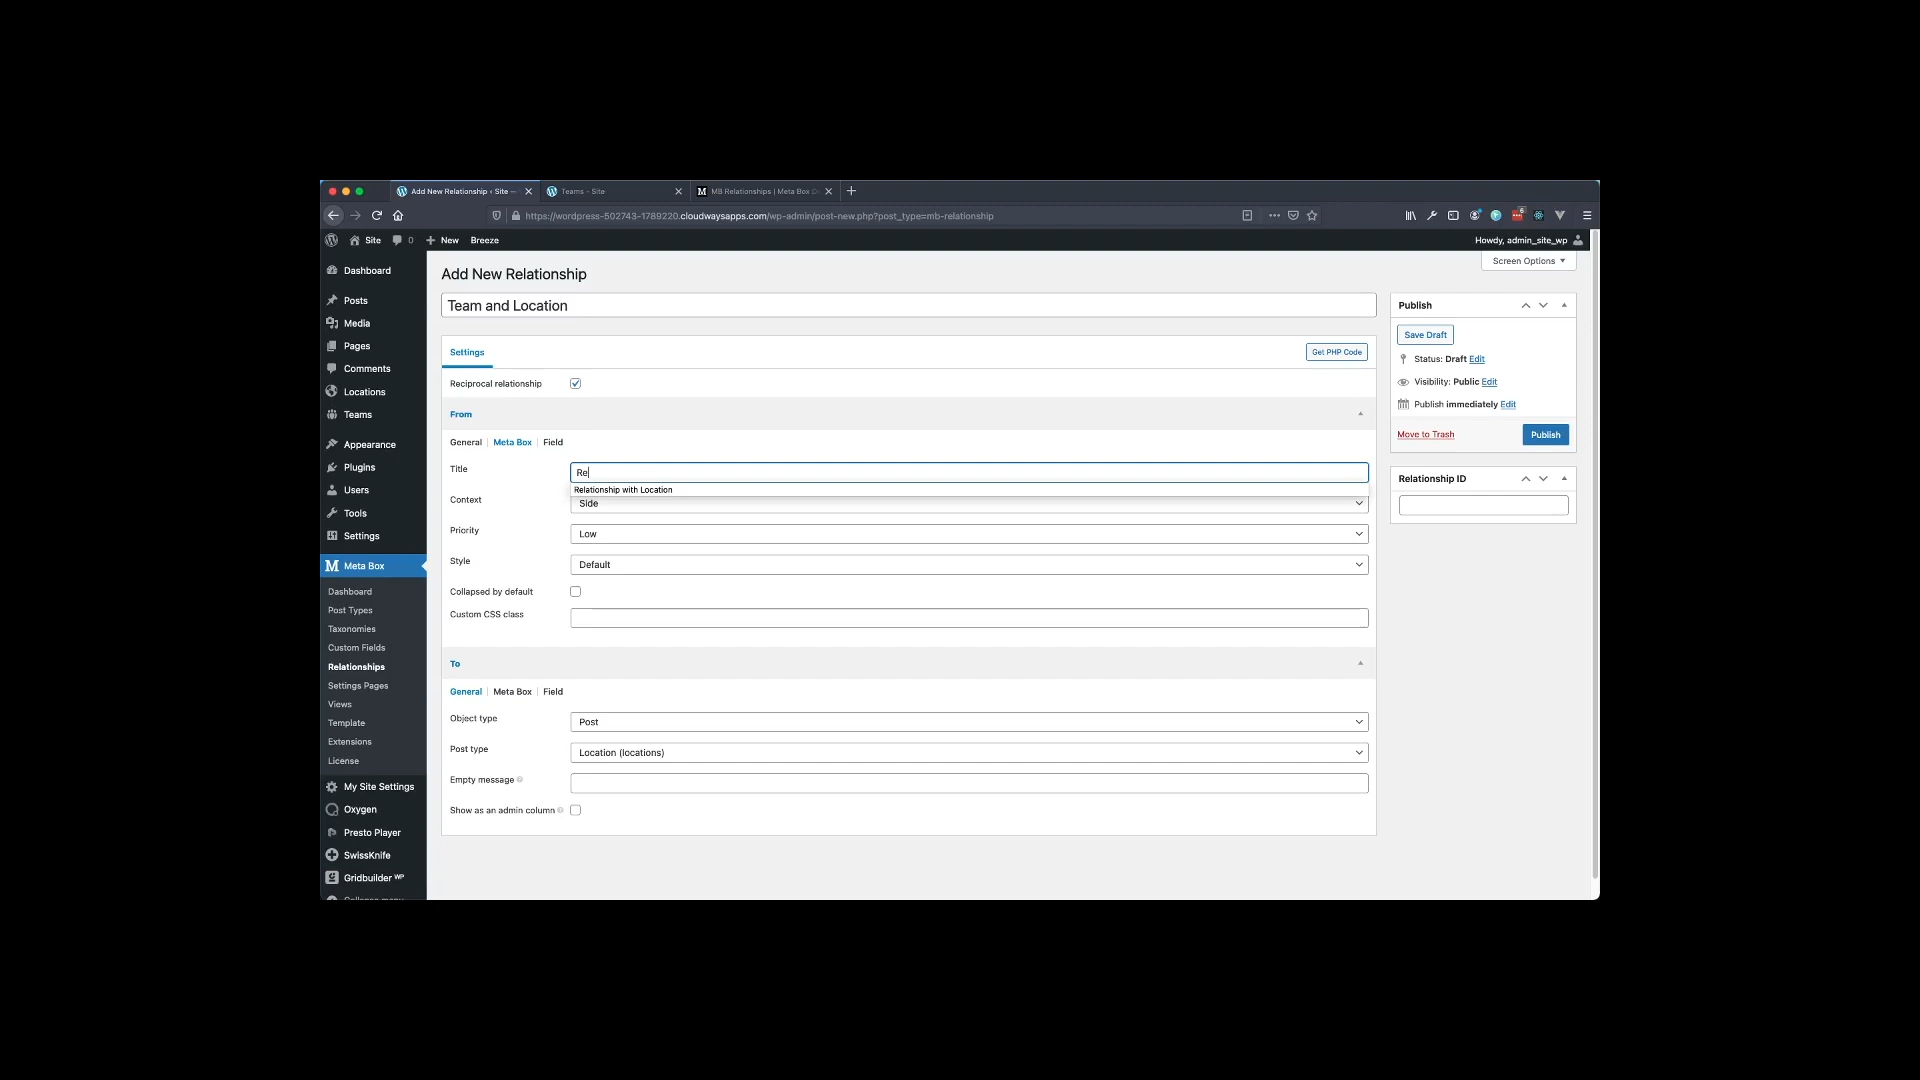 Add New Relationship ‹ Site —
Teams – Site
MB Relationships | Meta Box D
https://wordpress-502743-1789220.cloudwaysapps.com/wp-admin/post-new.php?post_type=mb-relationship
Site
0
New
Breeze
Howdy, admin_site_wp
Screen Options
Dashboard
Posts
Media
Pages
Comments
Locations
Teams
Appearance
Plugins
Users
Tools
Settings
Meta Box
Dashboard
Post Types
Taxonomies
Custom Fields
Relationships
Settings Pages
Views
Template
Extensions
License
My Site Settings
Oxygen
Presto Player
SwissKnife
Gridbuilder WP
Collapse menu
Add New Relationship
Team and Location
Settings
Get PHP Code
Reciprocal relationship
From
General | Meta Box | Field
Title
Re
Relationship with Location
Context
Side
Priority
Low
Style
Default
Collapsed by default
Custom CSS class
To
General | Meta Box | Field
Object type
Post
Post type
Location (locations)
Empty message
Show as an admin column
Publish
Save Draft
Status: Draft Edit
Visibility: Public Edit
Publish immediately Edit
Move to Trash
Publish
Relationship ID